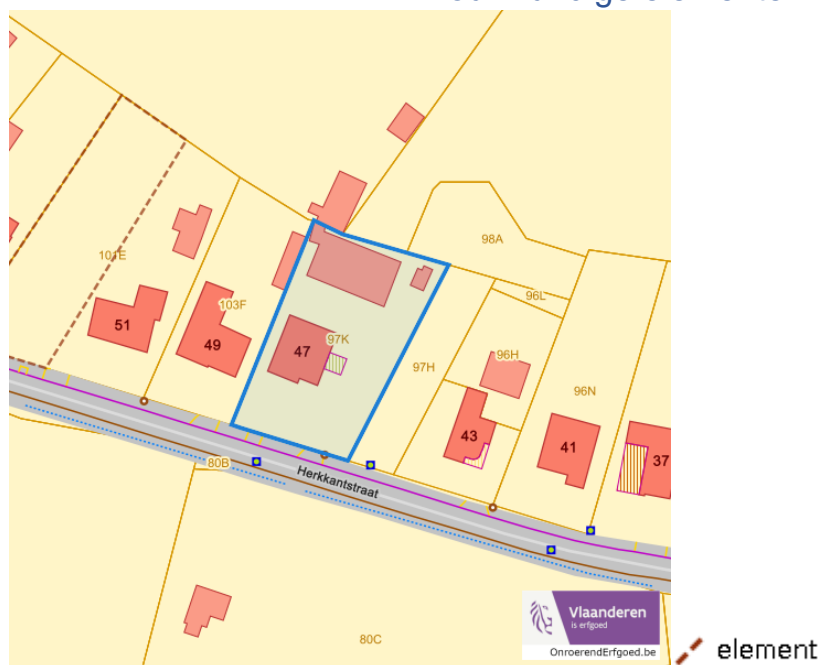 98A
101E
96L
103F
51
49
47
97K
97H
96H
96N
43
41
37
80B
Herkkantstraat
80C
Vlaanderen
is erfgoed
OnroerendErfgoed.be
element